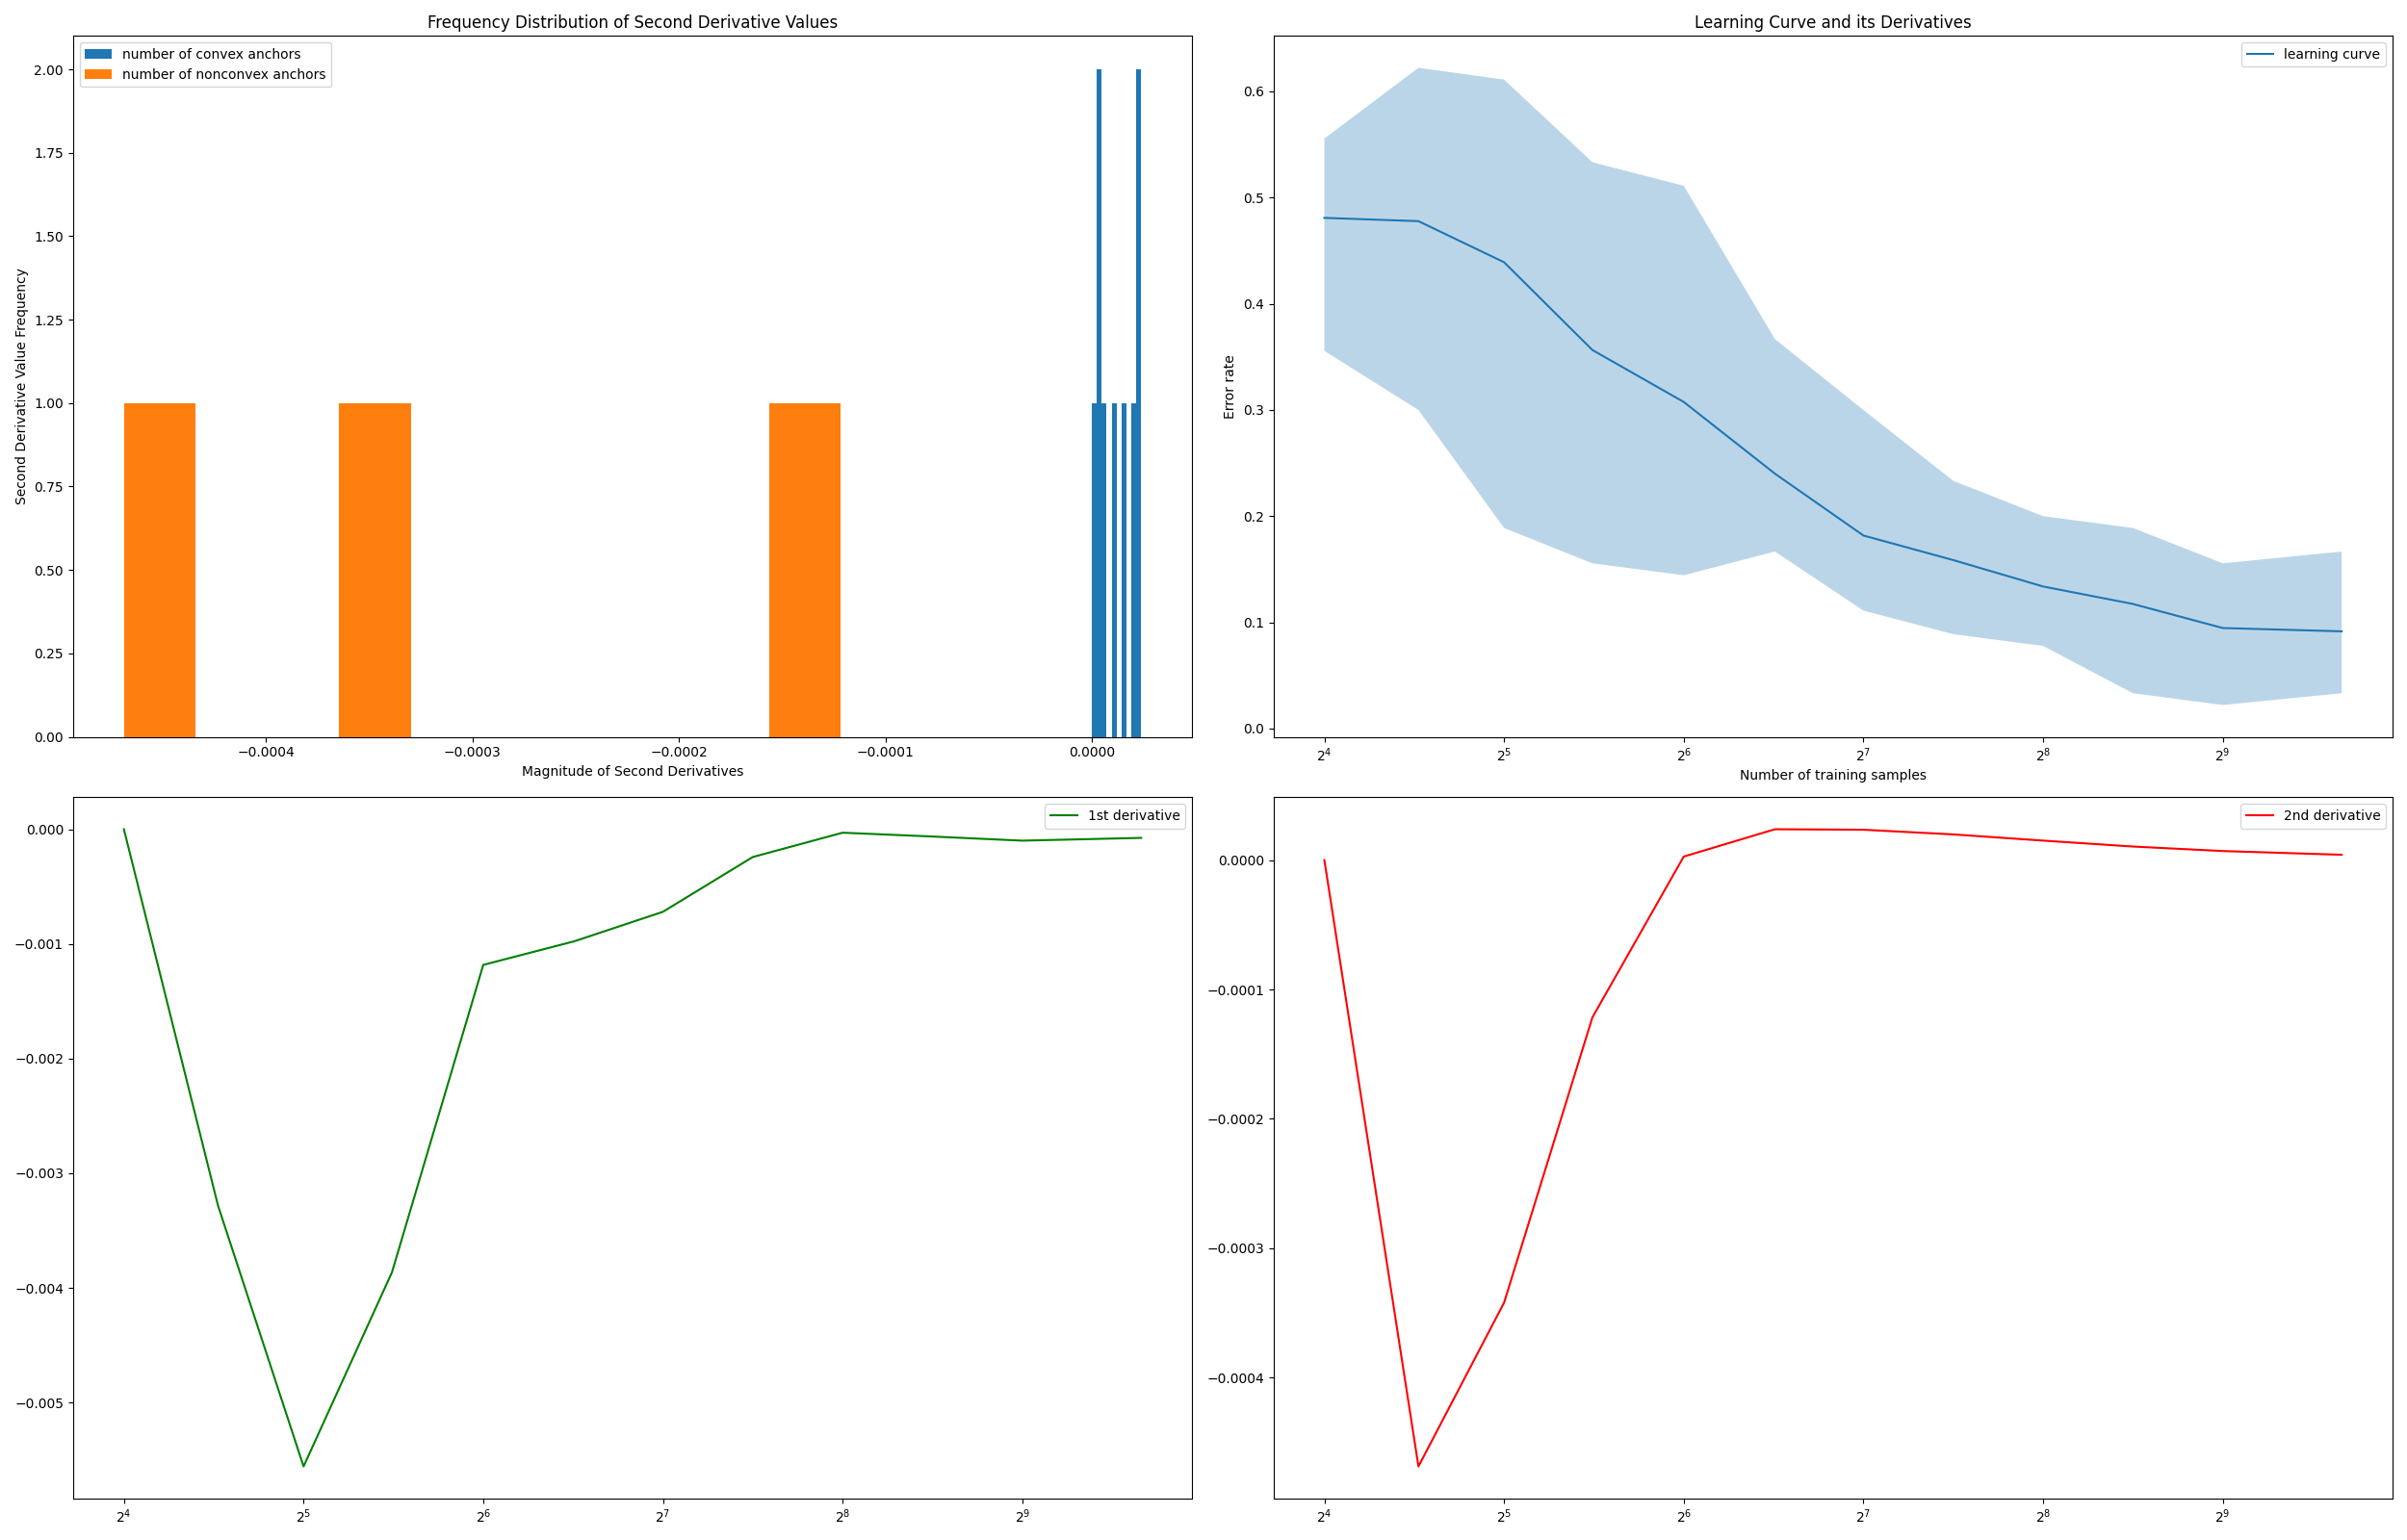 Frequency Distribution of Second Derivative Values
number of convex anchors
number of nonconvex anchors
2.00
1.75
1.50
1.25
1.00
0.75
0.50
0.25
0.00
Second Derivative Value Frequency
−0.0004 −0.0003 −0.0002 −0.0001 0.0000
Magnitude of Second Derivatives
Learning Curve and its Derivatives
learning curve
0.6
0.5
0.4
0.3
0.2
0.1
0.0
Error rate
2⁴ 2⁵ 2⁶ 2⁷ 2⁸ 2⁹
Number of training samples
1st derivative
0.000
−0.001
−0.002
−0.003
−0.004
−0.005
2⁴ 2⁵ 2⁶ 2⁷ 2⁸ 2⁹
2nd derivative
0.0000
−0.0001
−0.0002
−0.0003
−0.0004
2⁴ 2⁵ 2⁶ 2⁷ 2⁸ 2⁹